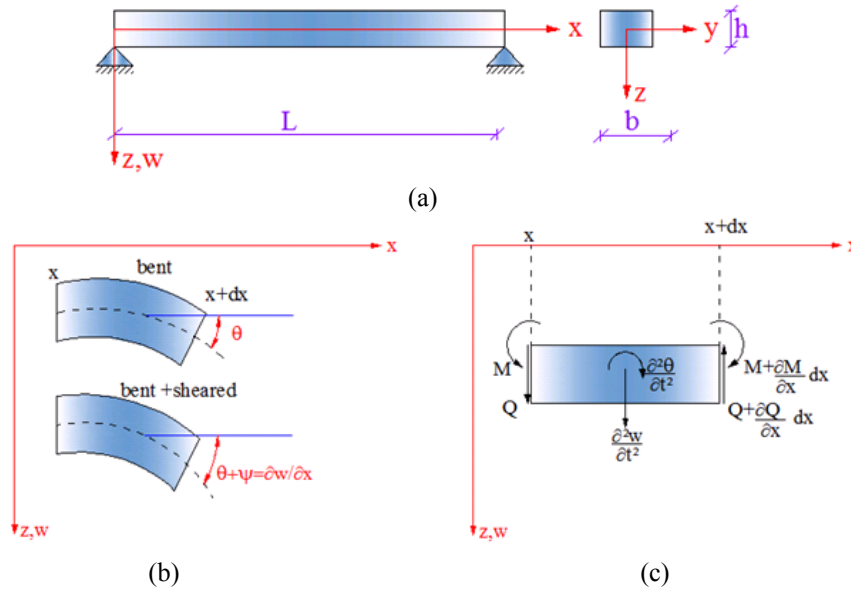 x
y
h
z
L
b
z,w
(a)
x
x
bent
x+dx
θ
bent +sheared
θ+ψ=∂w/∂x
z,w
(b)
x
x+dx
x
M
∂²θ
∂t²
M+∂M/∂x dx
Q
Q+∂Q/∂x dx
∂²w
∂t²
(c)